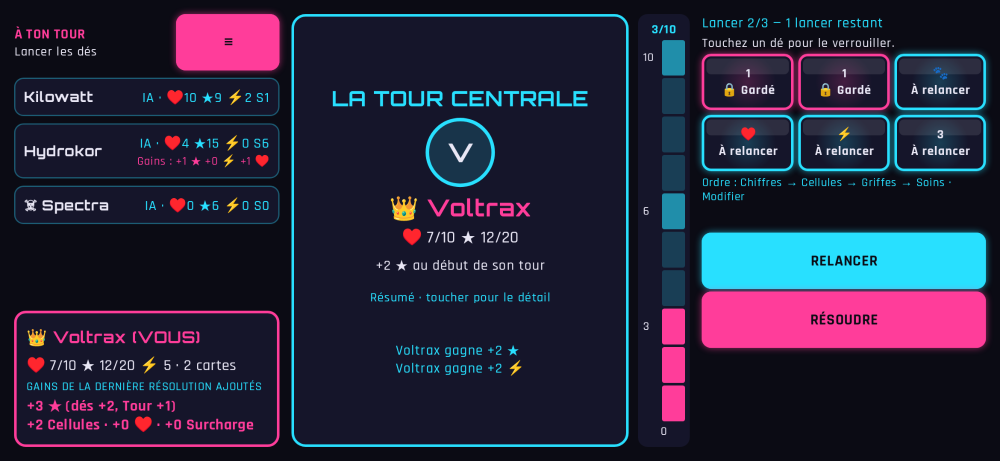 À TON TOUR
Lancer les dés
≡
Kilowatt IA · ❤️10 ★9 ⚡2 S1
Hydrokor IA · ❤️4 ★15 ⚡0 S6
Gains : +1 ★ +0 ⚡ +1 ❤️
☠️ Spectra IA · ❤️0 ★6 ⚡0 S0
👑 Voltrax (VOUS)
❤️ 7/10 ★ 12/20 ⚡ 5 · 2 cartes
GAINS DE LA DERNIÈRE RÉSOLUTION AJOUTÉS
+3 ★ (dés +2, Tour +1)
+2 Cellules · +0 ❤️ · +0 Surcharge
LA TOUR CENTRALE
V
👑 Voltrax
❤️ 7/10 ★ 12/20
+2 ★ au début de son tour
Résumé · toucher pour le détail
Voltrax gagne +2 ★
Voltrax gagne +2 ⚡
3/10
10
6
3
0
Lancer 2/3 — 1 lancer restant
Touchez un dé pour le verrouiller.
1
🔒 Gardé
1
🔒 Gardé
🐾
À relancer
❤️
À relancer
⚡
À relancer
3
À relancer
Ordre : Chiffres → Cellules → Griffes → Soins ·
Modifier
RELANCER
RÉSOUDRE